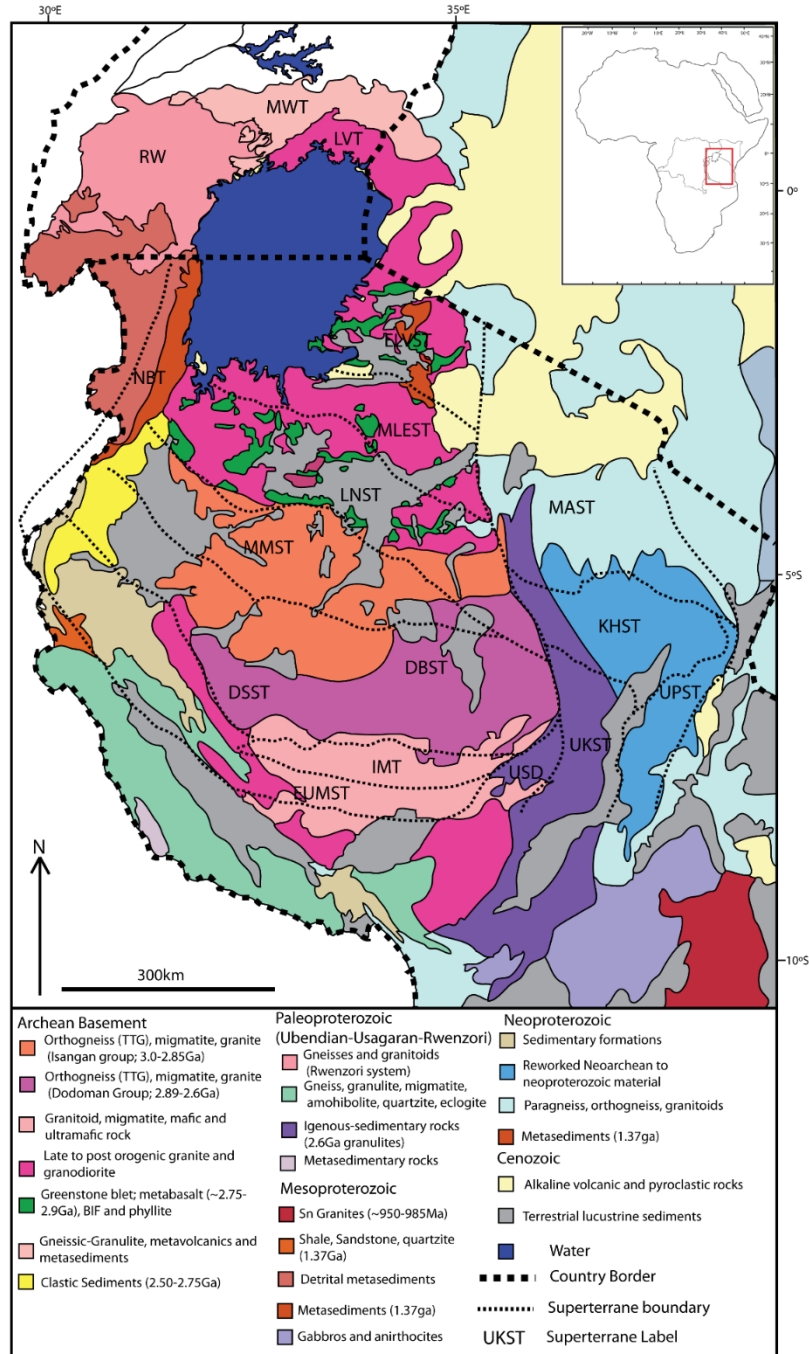 30ºE
35ºE
MWT
LVT
RW
0º
NBT
ELVST
MLEST
LNST
MAST
MMST
5ºS
KHST
DBST
DSST
UPST
UKST
IMT
USD
EUMST
N
300km
10ºS
Archean Basement
Orthogneiss (TTG), migmatite, granite
(Isangan group; 3.0-2.85Ga)
Orthogneiss (TTG), migmatite, granite
(Dodoman Group; 2.89-2.6Ga)
Granitoid, migmatite, mafic and
ultramafic rock
Late to post orogenic granite and
granodiorite
Greenstone blet; metabasalt (~2.75-
2.9Ga), BIF and phyllite
Gneissic-Granulite, metavolcanics and
metasediments
Clastic Sediments (2.50-2.75Ga)
Paleoproterozoic
(Ubendian-Usagaran-Rwenzori)
Gneisses and granitoids
(Rwenzori system)
Gneiss, granulite, migmatite,
amohibolite, quartzite, eclogite
Igenous-sedimentary rocks
(2.6Ga granulites)
Metasedimentary rocks
Mesoproterozoic
Sn Granites (~950-985Ma)
Shale, Sandstone, quartzite
(1.37Ga)
Detrital metasediments
Metasediments (1.37ga)
Gabbros and anirthocites
Neoproterozoic
Sedimentary formations
Reworked Neoarchean to
neoproterozoic material
Paragneiss, orthogneiss, granitoids
Metasediments (1.37ga)
Cenozoic
Alkaline volcanic and pyroclastic rocks
Terrestrial lucustrine sediments
Water
Country Border
Superterrane boundary
UKST Superterrane Label